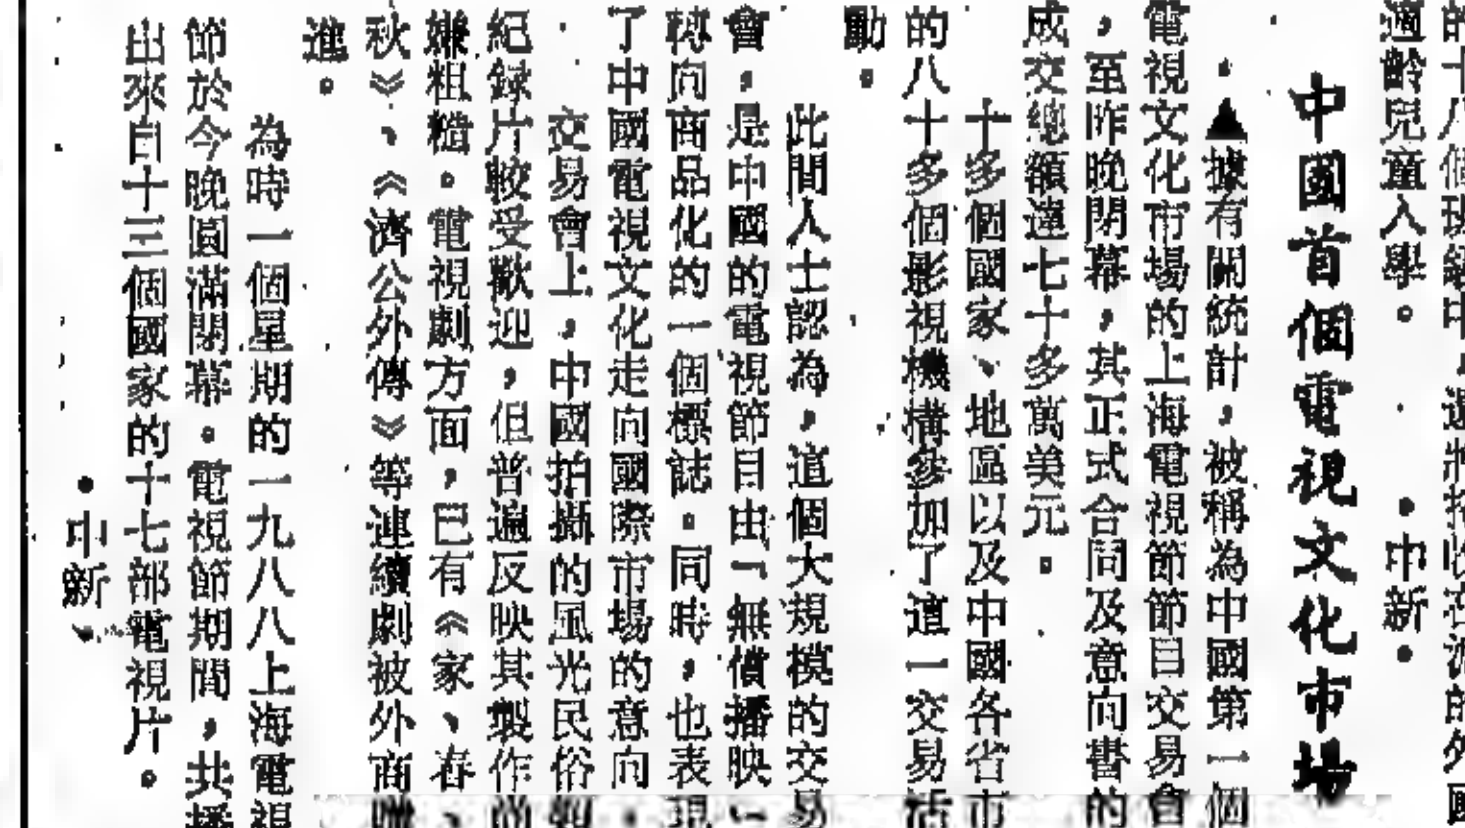 適齡兒童入學。 •中新•
中國首個電視文化市場
▲據有關統計，被稱為中國第一個
電視文化市場的上海電視節節目交易會
，至昨晚閉幕，其正式合同及意向書的
成交總額達七十多萬美元。
十多個國家、地區以及中國各省市
的八十多個影視機構參加了這一交易活
動。
此間人士認為，這個大規模的交易
會，是中國的電視節目由「無償播映」
轉向商品化的一個標誌。同時，也表現
了中國電視文化走向國際市場的意向
交易會上，中國拍攝的風光民俗
紀録片較受歡迎，但普遍反映其製作尚
嫌粗糙。電視劇方面，已有《家、春、
秋》、《濟公外傳》等連續劇被外商購
進。
為時一個星期的一九八八上海電視
節於今晚圓滿閉幕。電視節期間，共播
出來自十三個國家的十七部電視片。
•中新